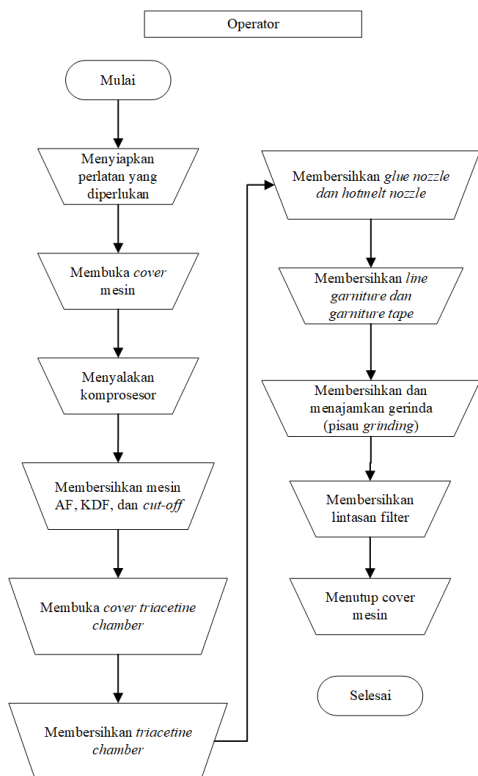 Operator
Mulai
Menyiapkan
perlatan yang
diperlukan
Membuka cover
mesin
Menyalakan
komprosesor
Membersihkan mesin
AF, KDF, dan cut-off
Membuka cover triacetine
chamber
Membersihkan triacetine
chamber
Membersihkan glue nozzle
dan hotmelt nozzle
Membersihkan line
garniture dan
garniture tape
Membersihkan dan
menajamkan gerinda
(pisau grinding)
Membersihkan
lintasan filter
Menutup cover
mesin
Selesai